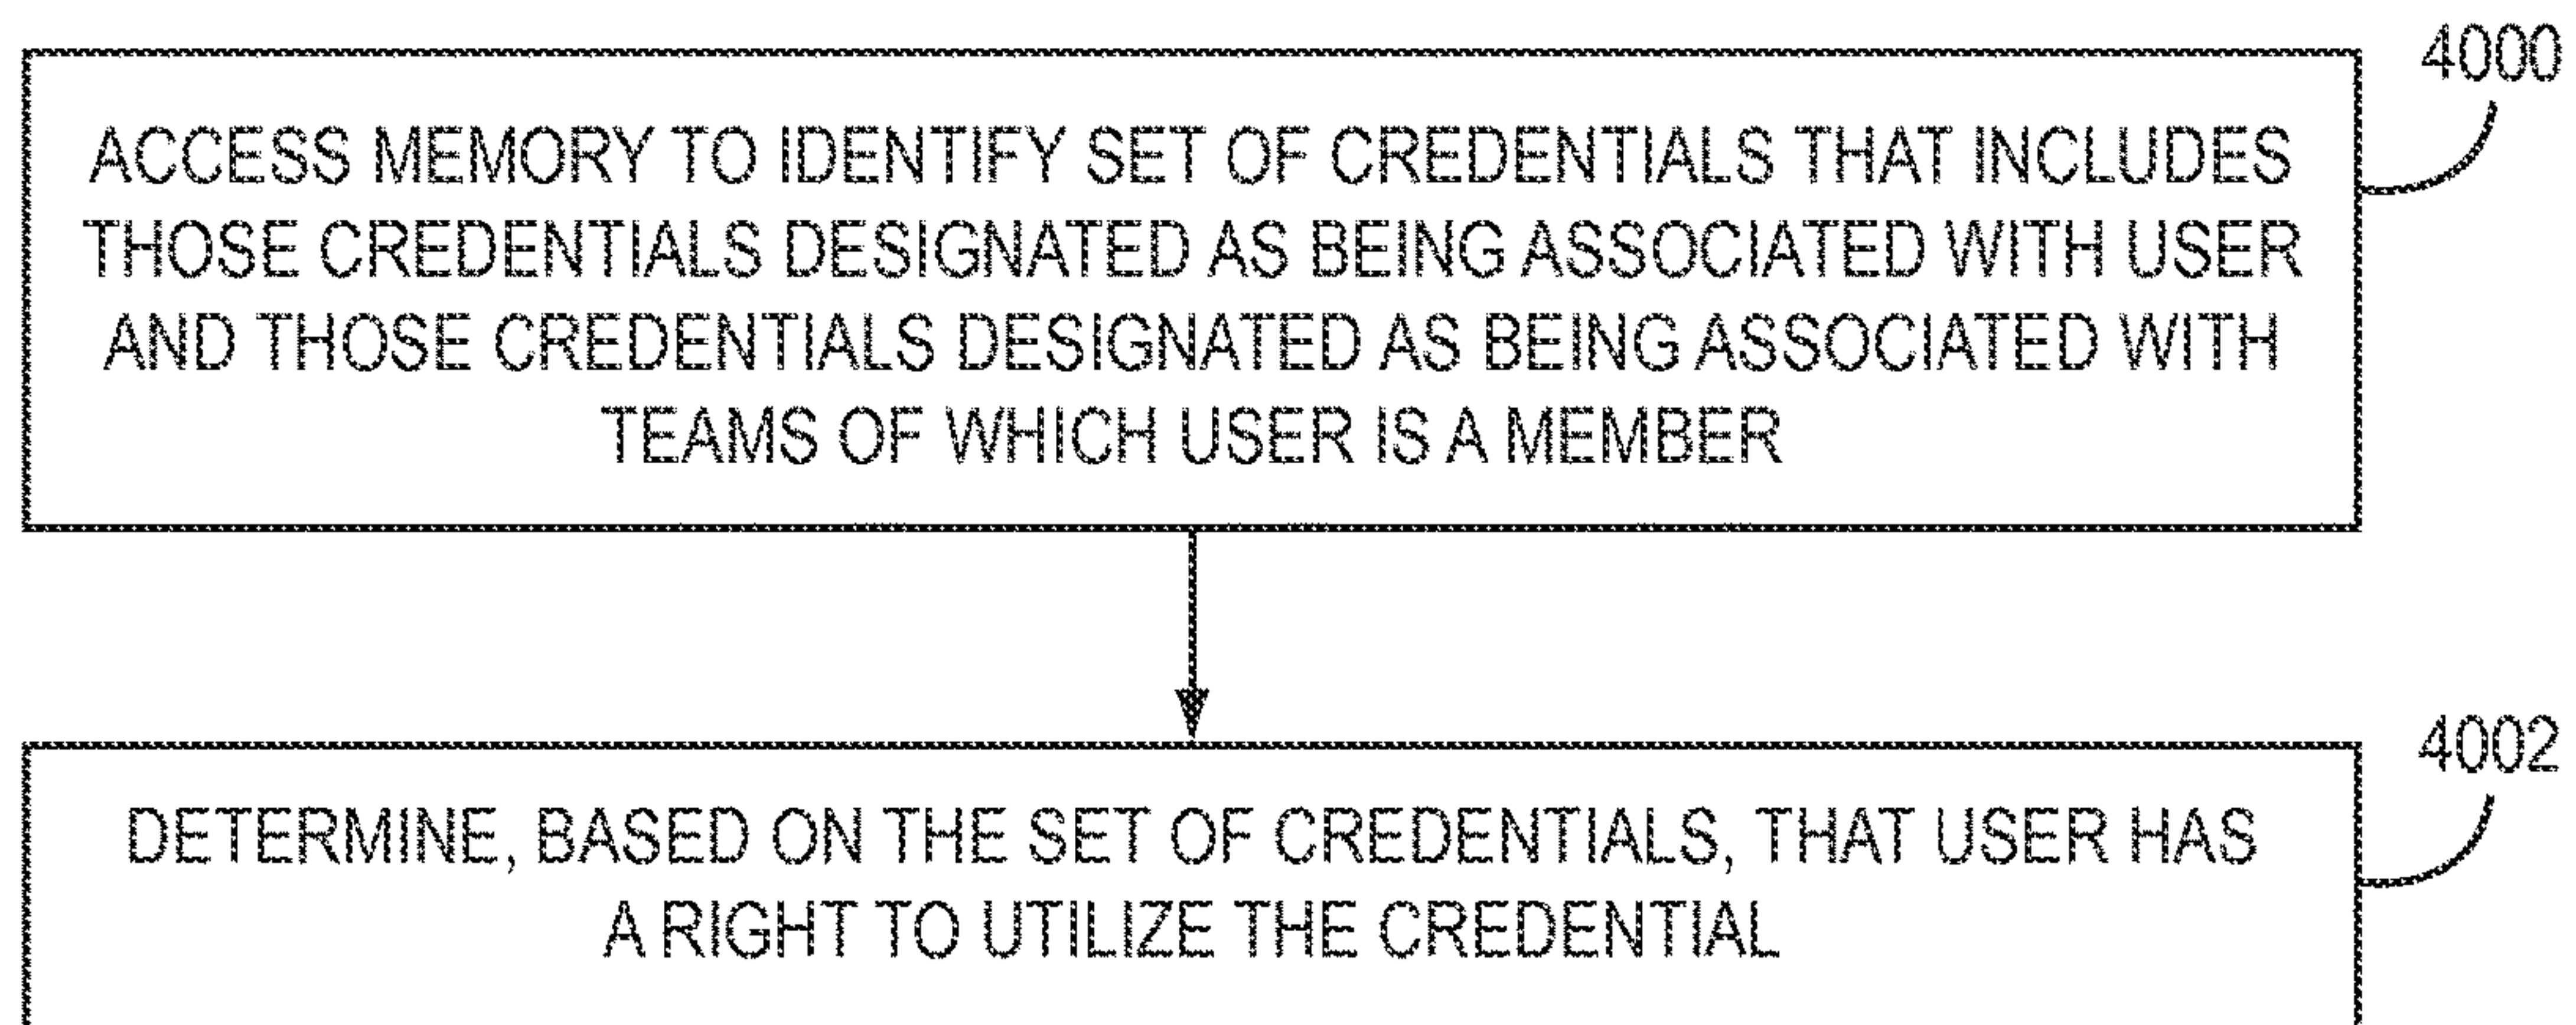 4000
ACCESS MEMORY TO IDENTIFY SET OF CREDENTIALS THAT INCLUDES
THOSE CREDENTIALS DESIGNATED AS BEING ASSOCIATED WITH USER
AND THOSE CREDENTIALS DESIGNATED AS BEING ASSOCIATED WITH
TEAMS OF WHICH USER IS A MEMBER
4002
DETERMINE, BASED ON THE SET OF CREDENTIALS, THAT USER HAS
A RIGHT TO UTILIZE THE CREDENTIAL